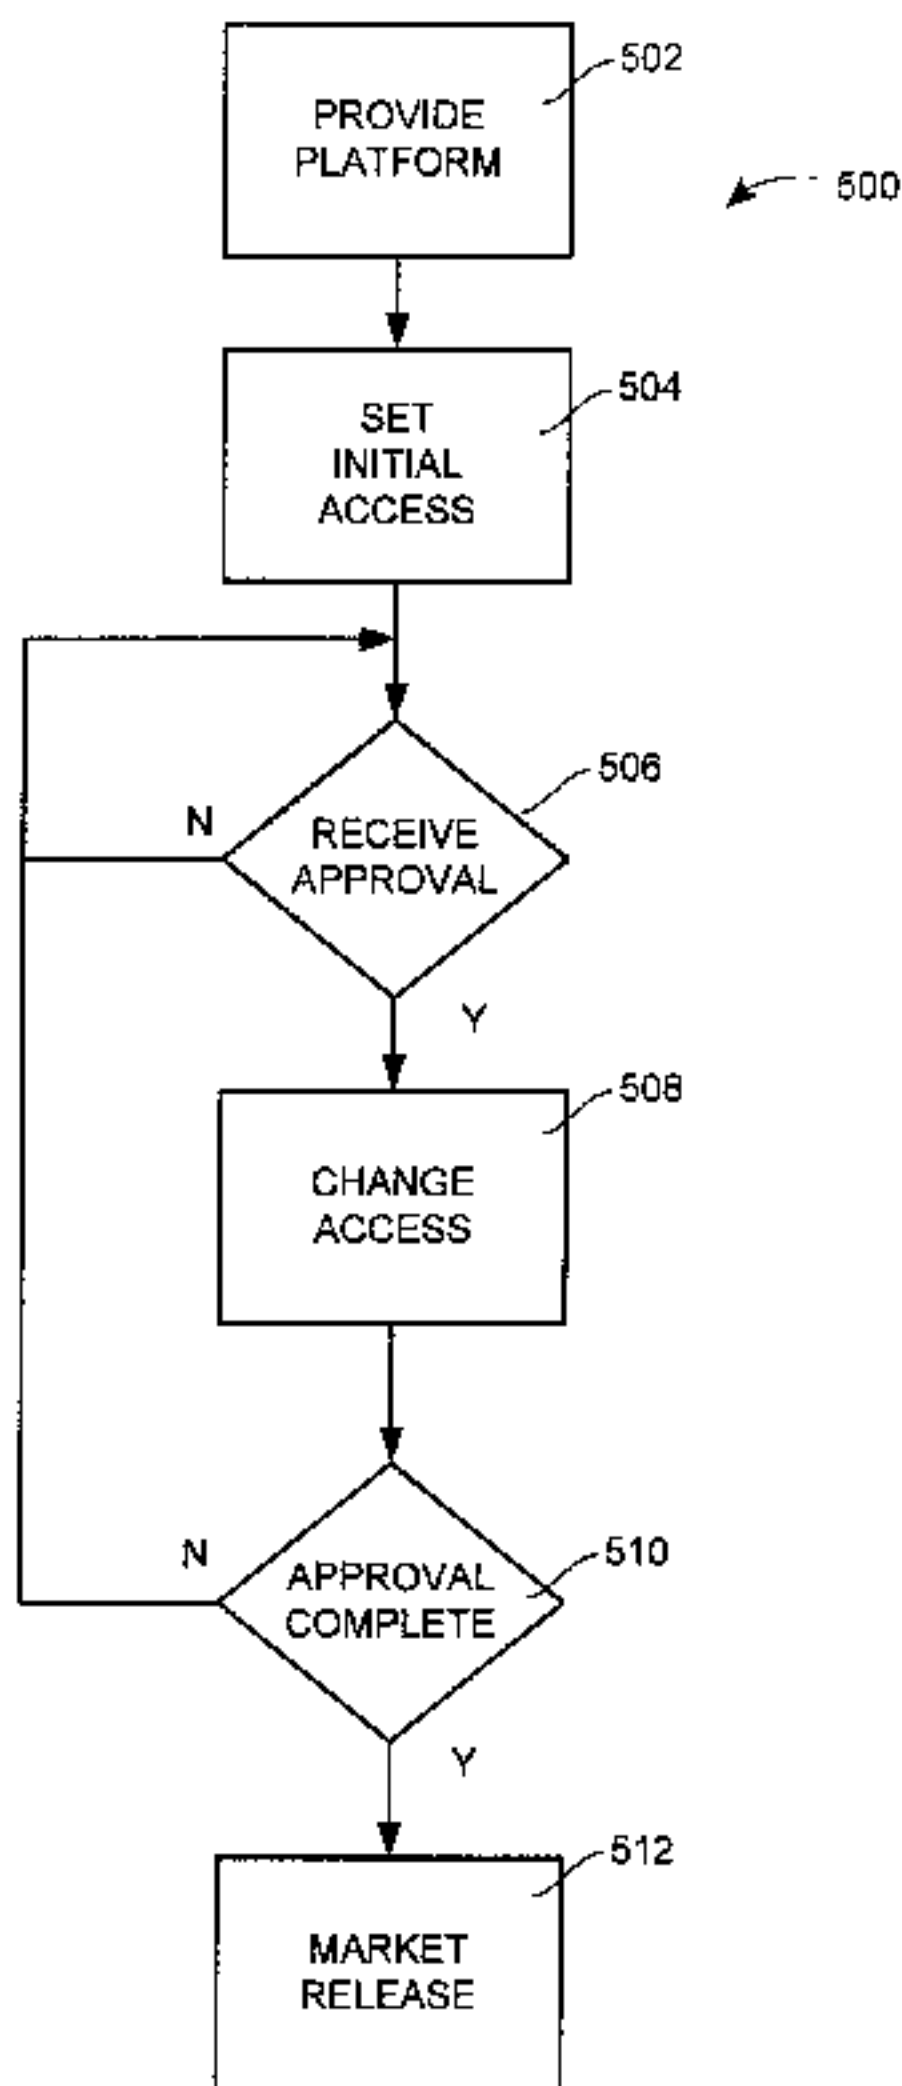 502
PROVIDE
PLATFORM
500
504
SET
INITIAL
ACCESS
506
N
RECEIVE
APPROVAL
Y
508
CHANGE
ACCESS
N
510
APPROVAL
COMPLETE
Y
512
MARKET
RELEASE